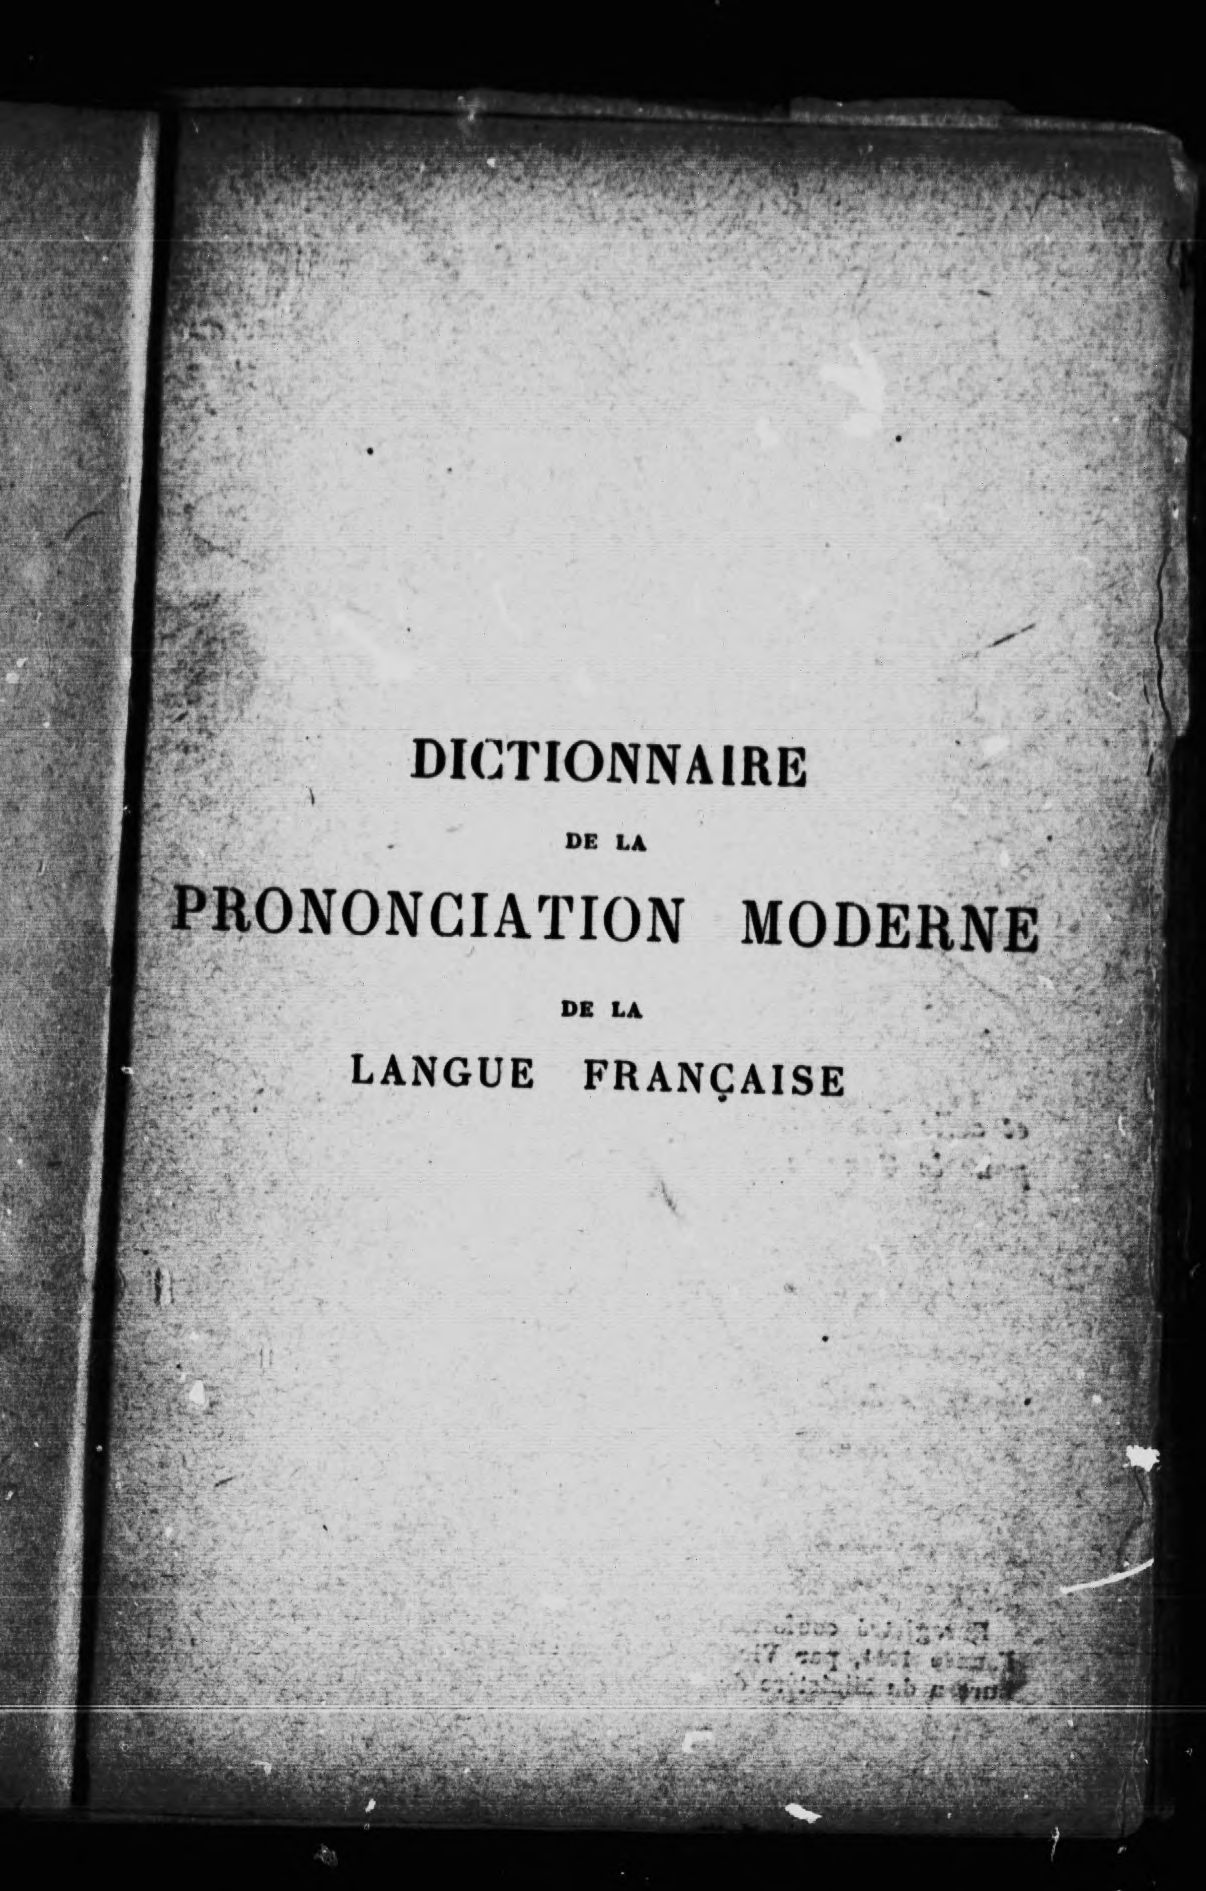 DICTIONNAIRE
DE LA
PRONONCIATION MODERNE
DE LA
LANGUE FRANÇAISE